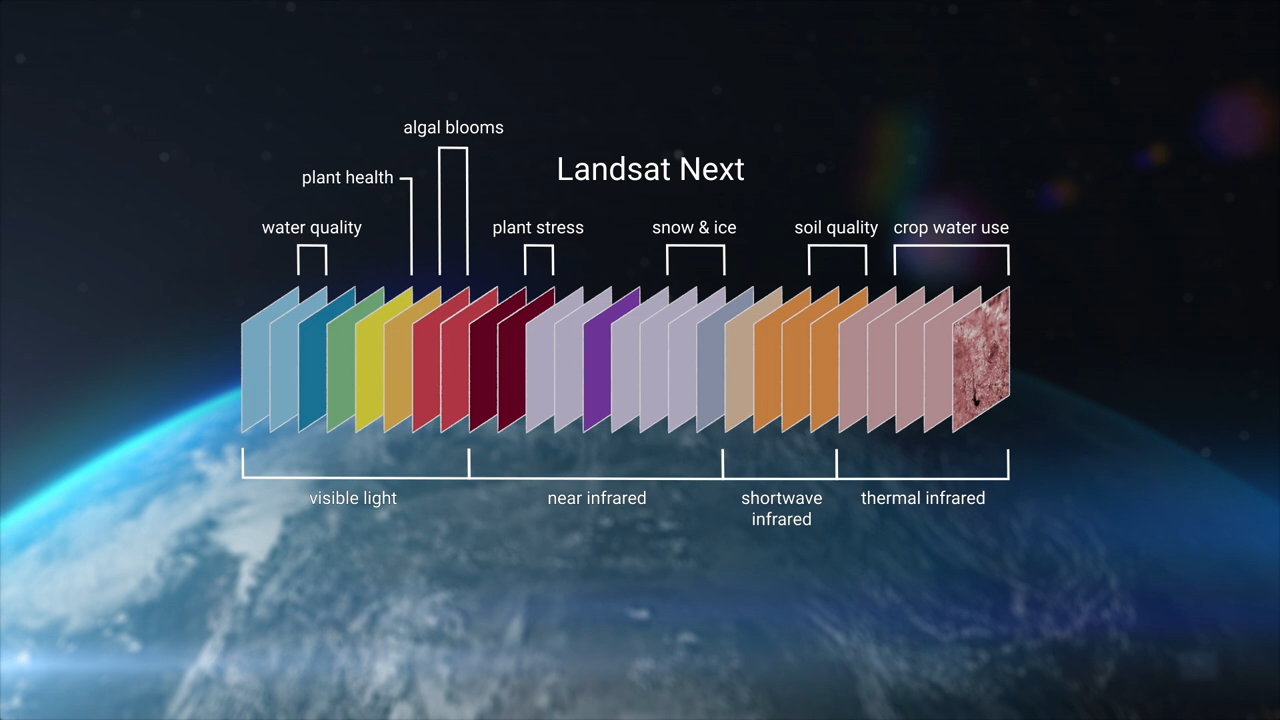 algal blooms
Landsat Next
plant health
water quality
plant stress
snow & ice
soil quality
crop water use
visible light
near infrared
shortwave
infrared
thermal infrared